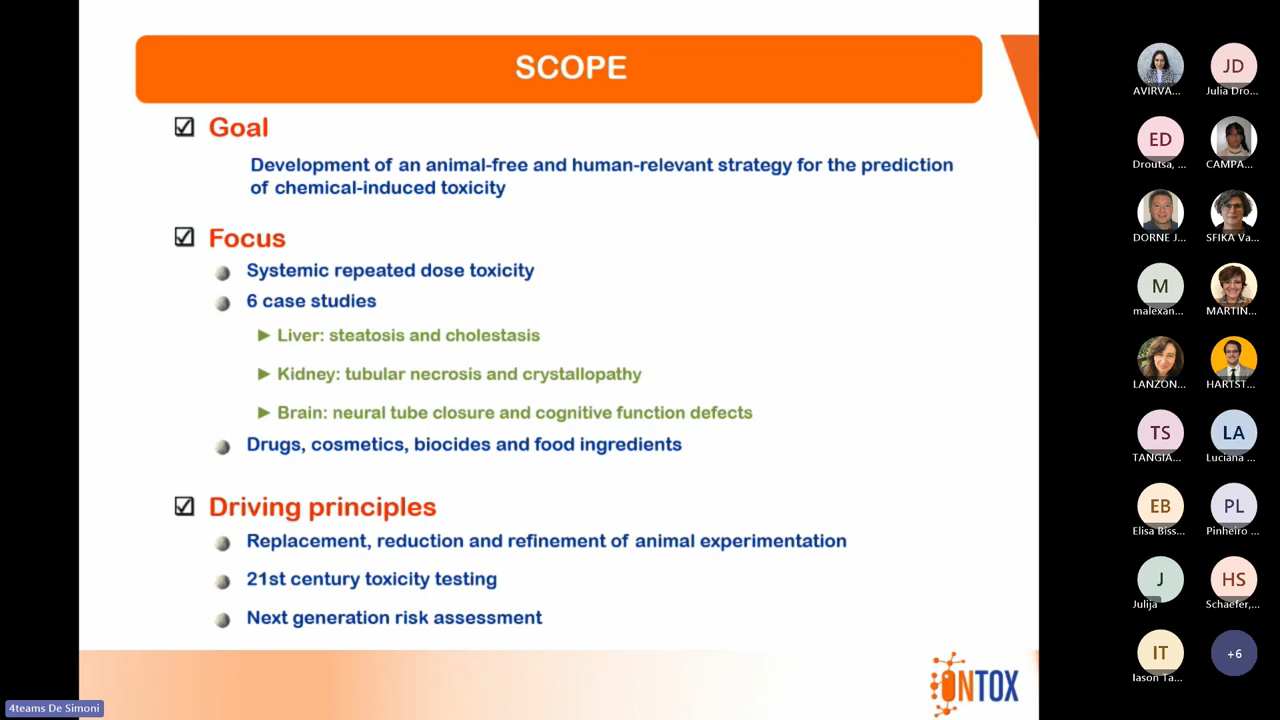 SCOPE
Goal
Development of an animal-free and human-relevant strategy for the prediction
of chemical-induced toxicity
Focus
Systemic repeated dose toxicity
6 case studies
Liver: steatosis and cholestasis
Kidney: tubular necrosis and crystallopathy
Brain: neural tube closure and cognitive function defects
Drugs, cosmetics, biocides and food ingredients
Driving principles
Replacement, reduction and refinement of animal experimentation
21st century toxicity testing
Next generation risk assessment
ONTOX
4teams De Simoni
AVIRVA...
JD
Julia Dro...
ED
Droutsa, ...
CAMPA...
DORNE J...
SFIKA Va...
M
malexan...
MARTIN...
LANZON...
HARTST...
TS
TANGIA...
LA
Luciana ...
EB
Elisa Biss...
PL
Pinheiro ...
J
Julija
HS
Schaefer,...
IT
Iason Ta...
+6